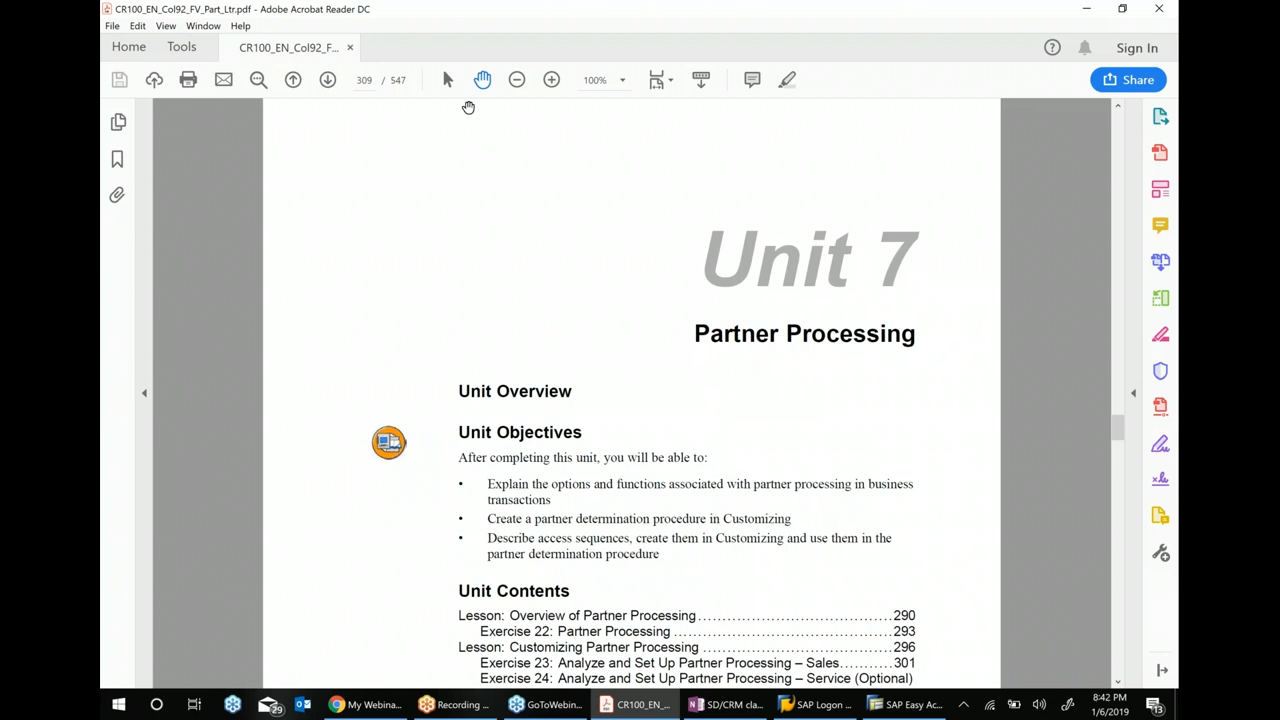 CR100_EN_Col92_FV_Part_Ltr.pdf - Adobe Acrobat Reader DC
File Edit View Window Help
Home Tools CR100_EN_Col92_F... × Sign In
309 / 547 100% Share
Unit 7
Partner Processing
Unit Overview
Unit Objectives
After completing this unit, you will be able to:
• Explain the options and functions associated with partner processing in business
transactions
• Create a partner determination procedure in Customizing
• Describe access sequences, create them in Customizing and use them in the
partner determination procedure
Unit Contents
Lesson: Overview of Partner Processing..........................................290
Exercise 22: Partner Processing .............................................293
Lesson: Customizing Partner Processing ........................................296
Exercise 23: Analyze and Set Up Partner Processing – Sales...........301
Exercise 24: Analyze and Set Up Partner Processing – Service (Optional)
29 My Webina... Recording ... GoToWebin... CR100_EN_... SD/CRM cla... SAP Logon ... SAP Easy Ac... 8:42 PM
1/6/2019 13